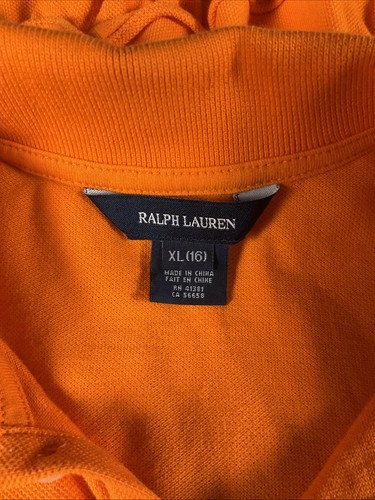 RALPH LAUREN
XL (16)
MADE IN CHINA
FAIT EN CHINE
RN 41381
CA 56658